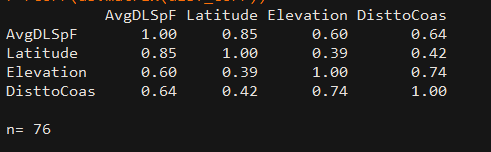 AvgDLSpF Latitude Elevation DisttoCoas
AvgDLSpF 1.00 0.85 0.60 0.64
Latitude 0.85 1.00 0.39 0.42
Elevation 0.60 0.39 1.00 0.74
DisttoCoas 0.64 0.42 0.74 1.00
n= 76